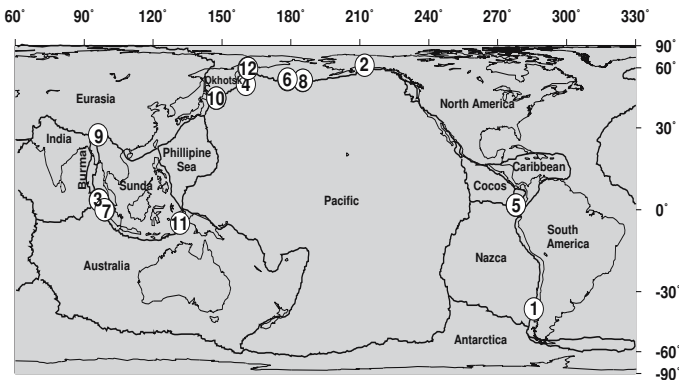 60° 90° 120° 150° 180° 210° 240° 270° 300° 330°
90°
12 2 60°
Okhotsk 4 6 8
10
Eurasia North America
9 30°
India
Burma Phillipine
Sea
Caribbean
Sunda Cocos
3 Pacific 5
7 0°
11 South
America
Nazca
Australia
-30°
1
Antarctica
-60°
-90°